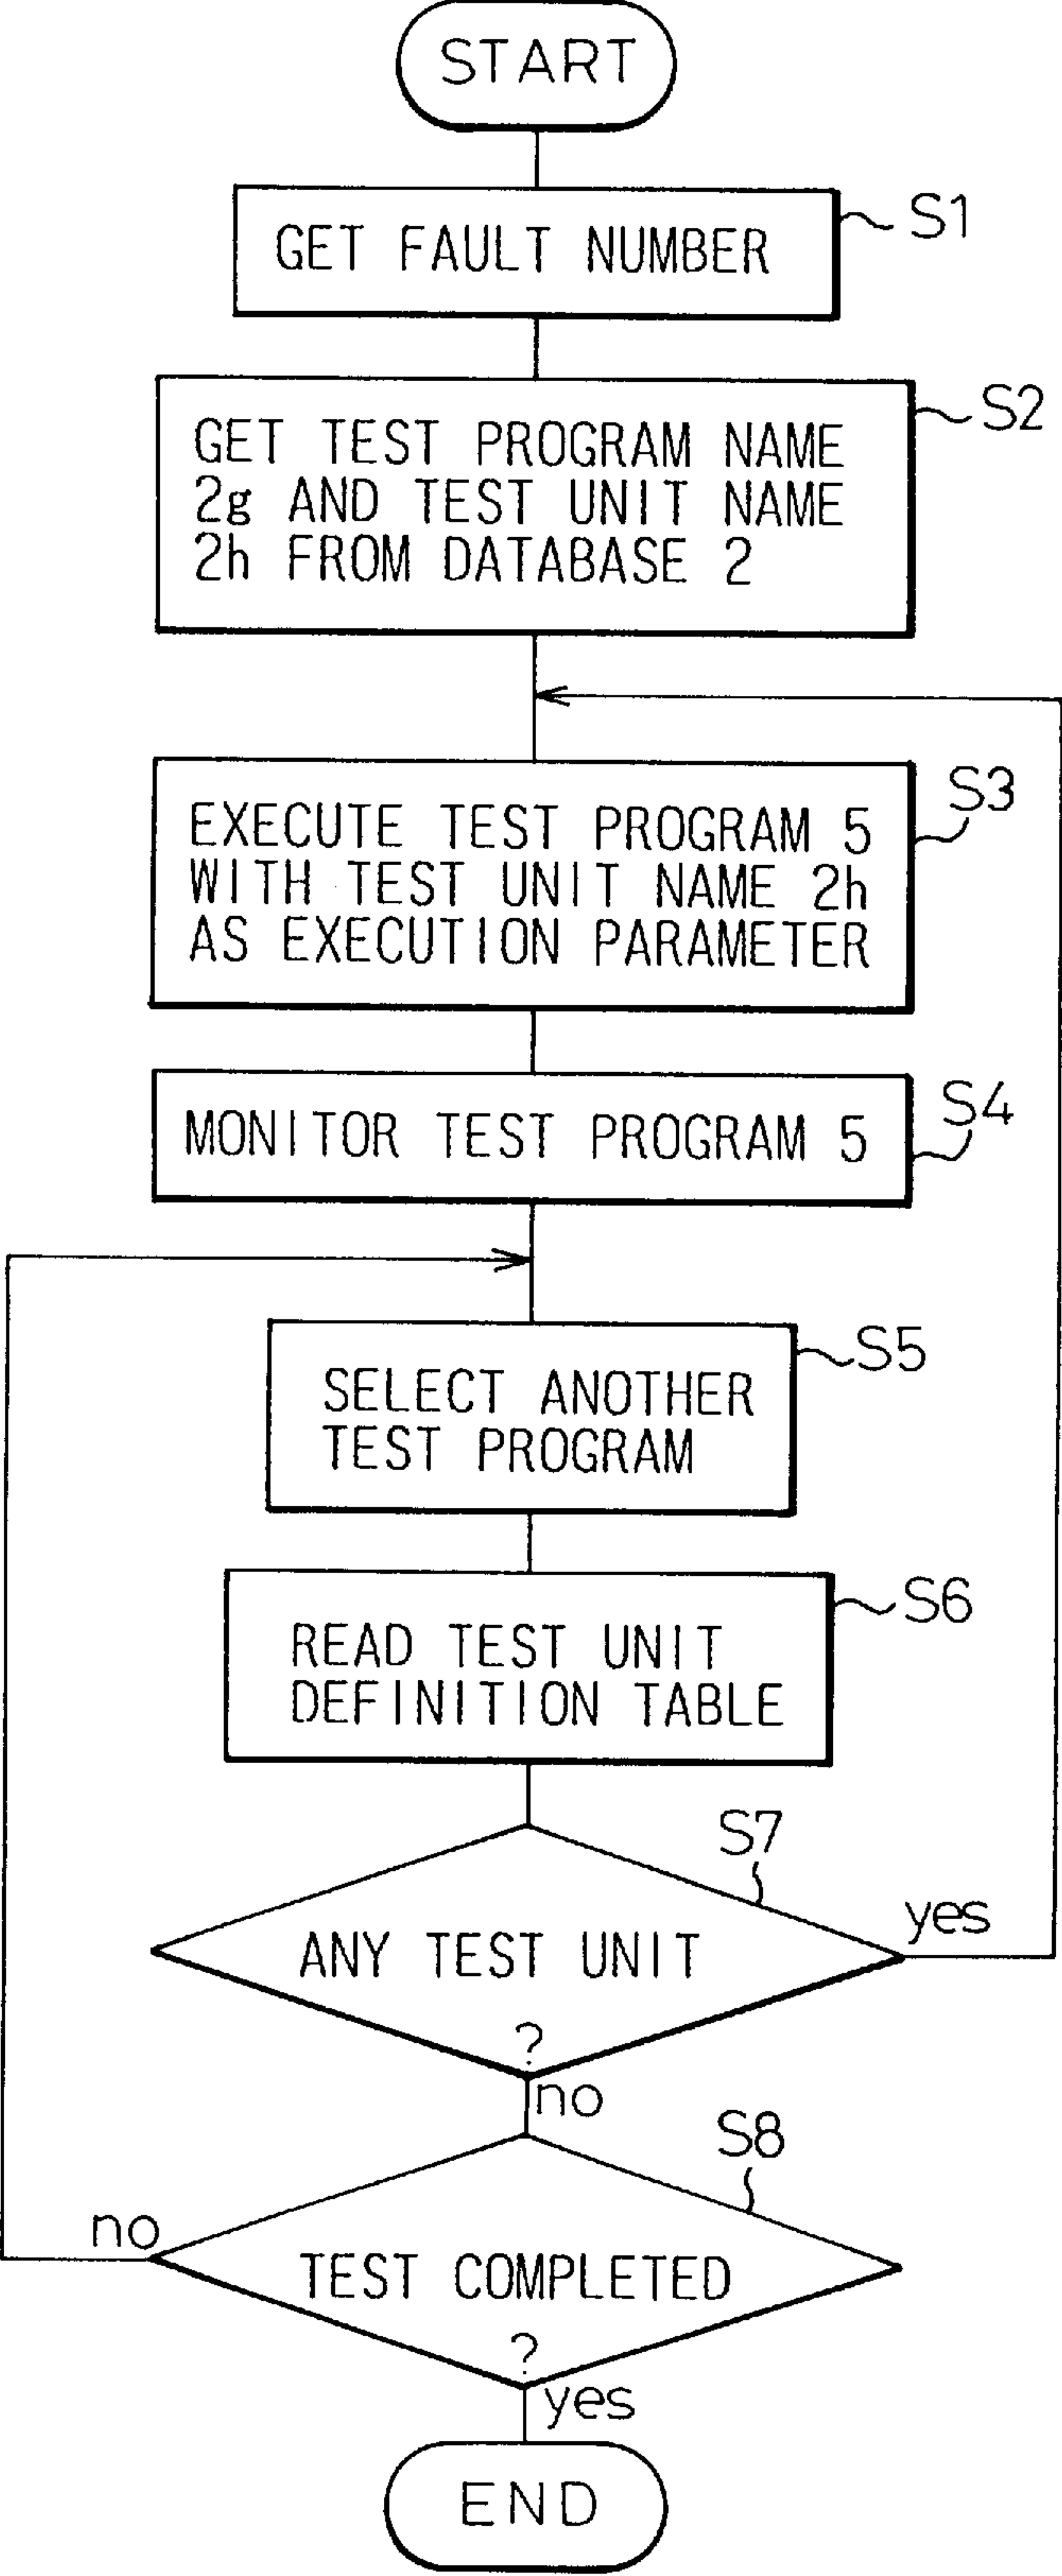 START
S1
GET FAULT NUMBER
S2
GET TEST PROGRAM NAME
2g AND TEST UNIT NAME
2h FROM DATABASE 2
S3
EXECUTE TEST PROGRAM 5
WITH TEST UNIT NAME 2h
AS EXECUTION PARAMETER
S4
MONITOR TEST PROGRAM 5
S5
SELECT ANOTHER
TEST PROGRAM
S6
READ TEST UNIT
DEFINITION TABLE
S7
yes
ANY TEST UNIT
?
no
S8
no
TEST COMPLETED
?
yes
END